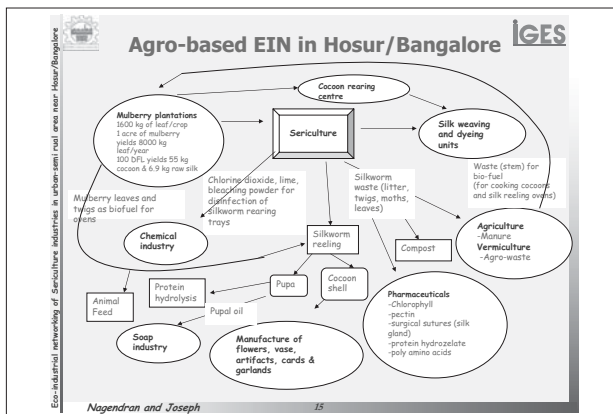 Agro-based EIN in Hosur/Bangalore
IGES
Eco-industrial networking of Sericulture industries in urban-semi rual area near Hosur/Bangalore
Cocoon rearing
centre
Mulberry plantations
1600 kg of leaf/crop
1 acre of mulberry
yields 8000 kg
leaf/year
100 DFL yields 55 kg
cocoon & 6.9 kg raw silk
Sericulture
Silk weaving
and dyeing
units
Mulberry leaves and
twigs as biofuel for
ovens
Chlorine dioxide, lime,
bleaching powder for
disinfection of
silkworm rearing
trays
Silkworm
waste (litter,
twigs, moths,
leaves)
Waste (stem) for
bio-fuel
(for cooking cocoons
and silk reeling ovens)
Chemical
industry
Silkworm
reeling
Compost
Agriculture
-Manure
Vermiculture
-Agro-waste
Animal
Feed
Protein
hydrolysis
Pupa
Cocoon
shell
Pupal oil
Soap
industry
Manufacture of
flowers, vase,
artifacts, cards &
garlands
Pharmaceuticals
-Chlorophyll
-pectin
-surgical sutures (silk
gland)
-protein hydrozelate
-poly amino acids
Nagendran and Joseph
15